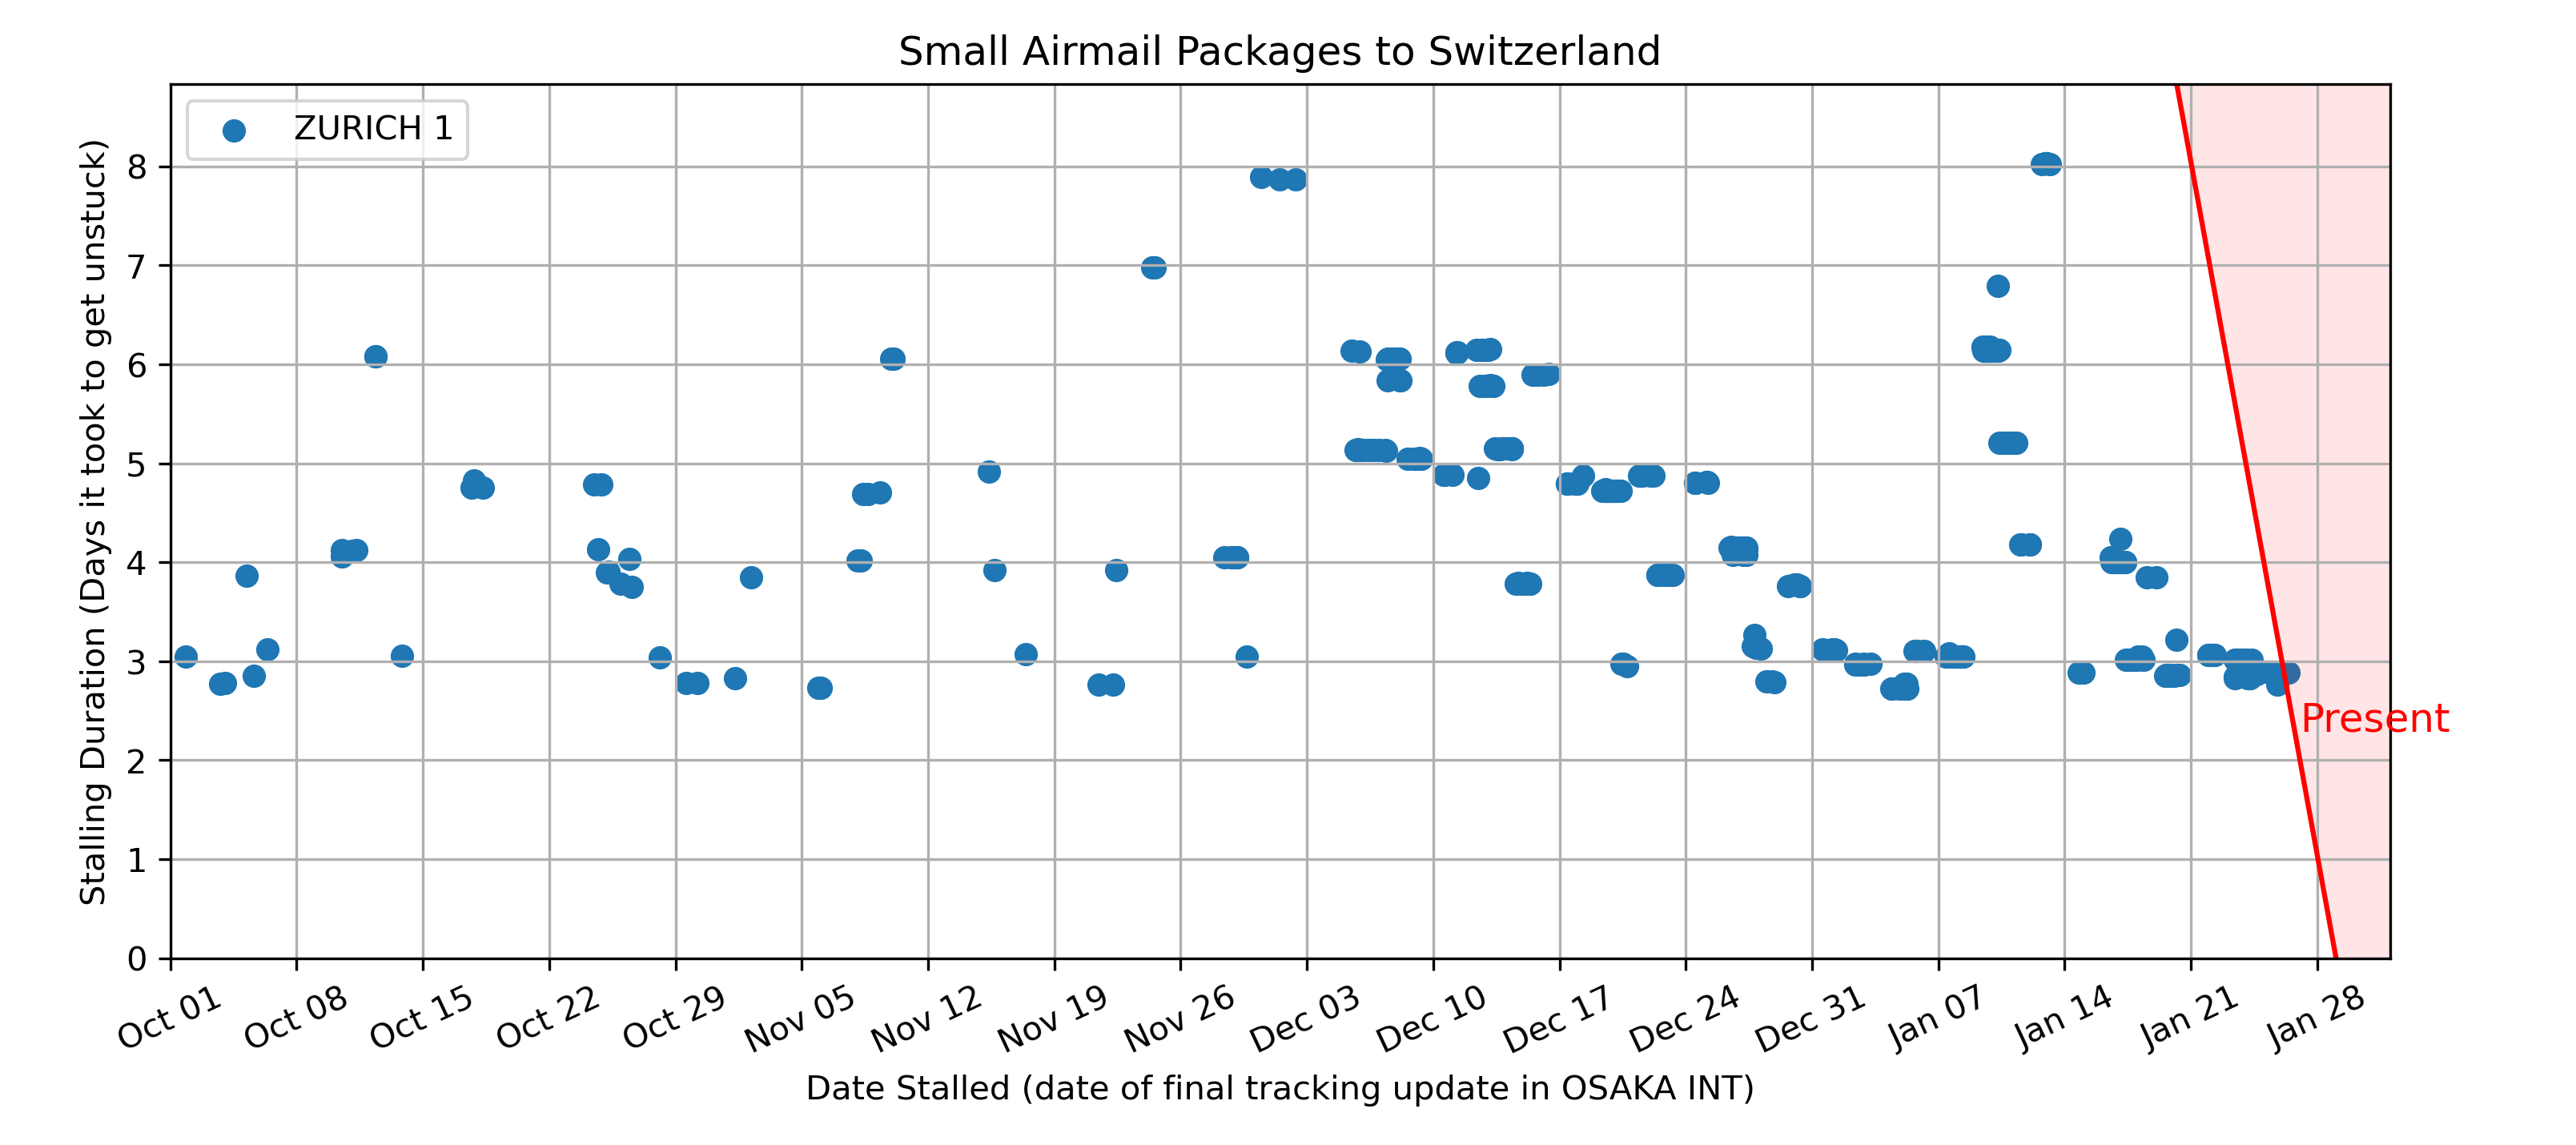 Small Airmail Packages to Switzerland
ZURICH 1
Stalling Duration (Days it took to get unstuck)
8
7
6
5
4
3
2
1
0
Present
Oct 01
Oct 08
Oct 15
Oct 22
Oct 29
Nov 05
Nov 12
Nov 19
Nov 26
Dec 03
Dec 10
Dec 17
Dec 24
Dec 31
Jan 07
Jan 14
Jan 21
Jan 28
Date Stalled (date of final tracking update in OSAKA INT)